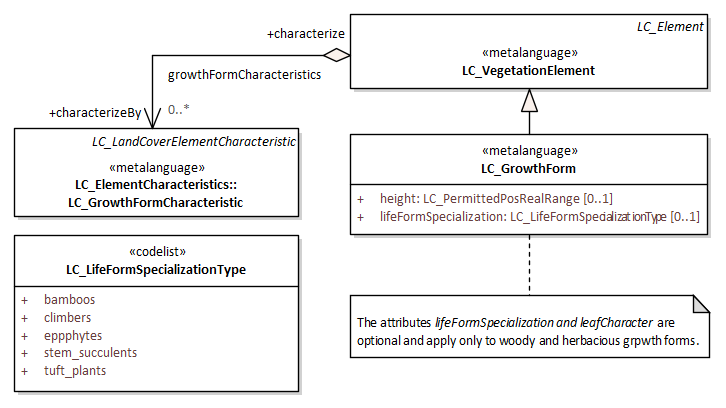 +characterize
LC_Element
«metalanguage»
LC_VegetationElement
growthFormCharacteristics
+characterizeBy
0..*
LC_LandCoverElementCharacteristic
«metalanguage»
LC_ElementCharacteristics::
LC_GrowthFormCharacteristic
«metalanguage»
LC_GrowthForm
+ height: LC_PermittedPosRealRange [0..1]
+ lifeFormSpecialization: LC_LifeFormSpecializationType [0..1]
«codelist»
LC_LifeFormSpecializationType
+ bamboos
+ climbers
+ eppphytes
+ stem_succulents
+ tuft_plants
The attributes lifeFormSpecialization and leafCharacter are
optional and apply only to woody and herbacious grpwth forms.